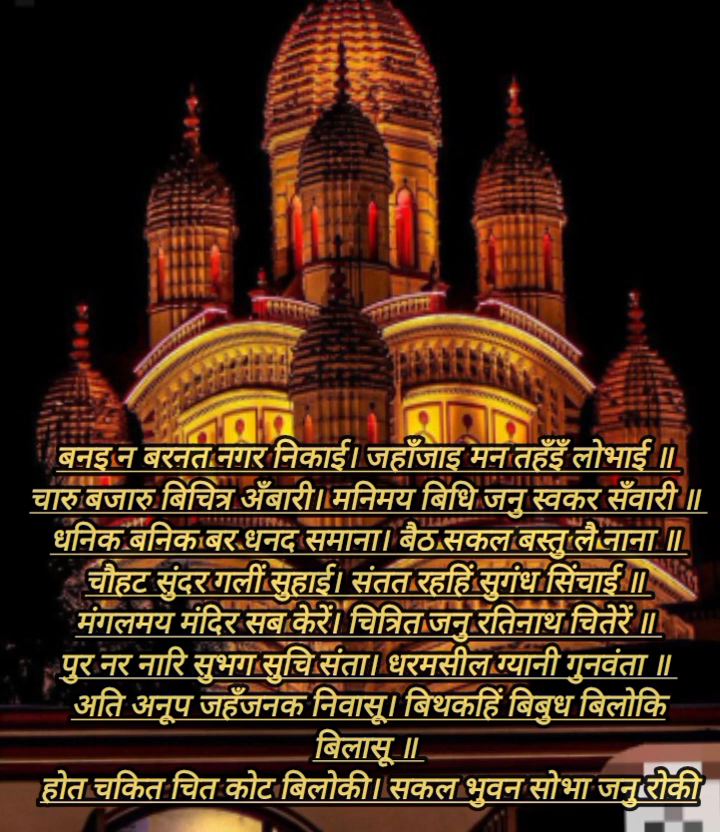 बनइ न बरनत नगर निकाई। जहाँजाइ मन तहँइँ लोभाई ॥
चारु बजारु बिचित्र अँबारी। मनिमय बिधि जनु स्वकर सँवारी ॥
धनिक बनिक बर धनद समाना। बैठ सकल बस्तु लै नाना ॥
चौहट सुंदर गलीं सुहाई। संतत रहहिं सुगंध सिंचाई ॥
मंगलमय मंदिर सब केरें। चित्रित जनु रतिनाथ चितेरें ॥
पुर नर नारि सुभग सुचि संता। धरमसील ग्यानी गुनवंता ॥
अति अनूप जहँजनक निवासू। बिथकहिं बिबुध बिलोकि
बिलासू ॥
होत चकित चित कोट बिलोकी। सकल भुवन सोभा जनु रोकी